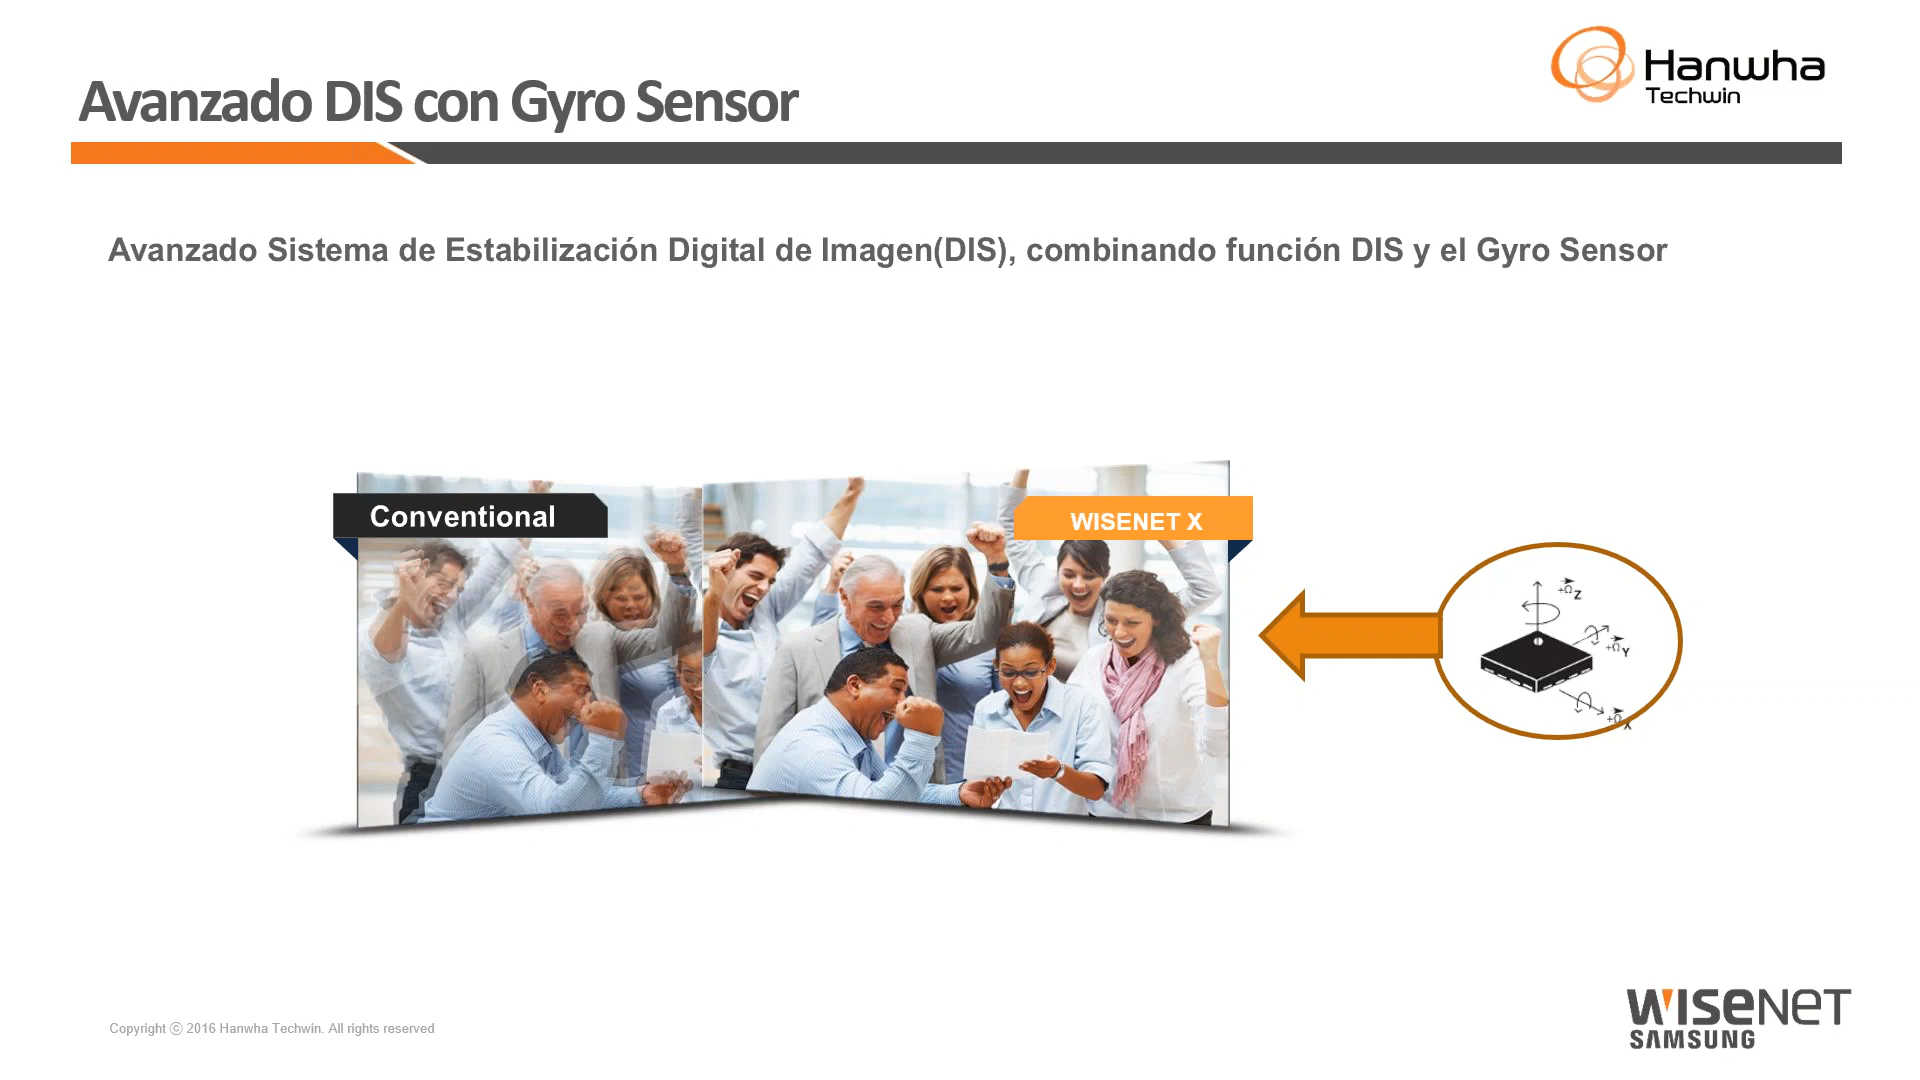 Avanzado DIS con Gyro Sensor
Hanwha
Techwin
Avanzado Sistema de Estabilización Digital de Imagen(DIS), combinando función DIS y el Gyro Sensor
Conventional
WISENET X
+Ω Z
+Ω Y
+Ω X
Copyright ⓒ 2016 Hanwha Techwin. All rights reserved
WISENET
SAMSUNG